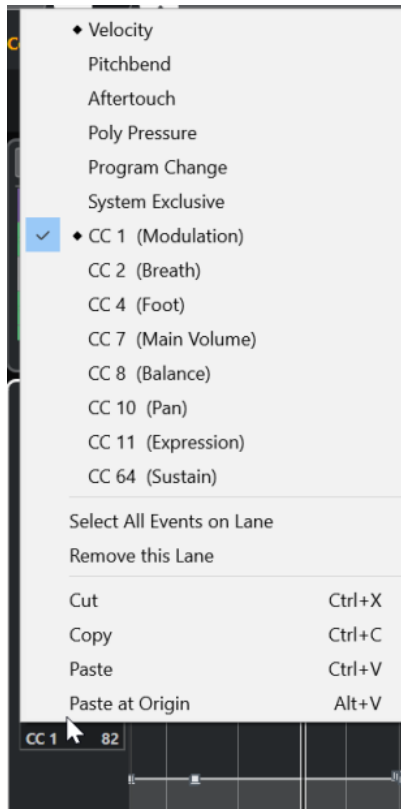 Velocity
Pitchbend
Aftertouch
Poly Pressure
Program Change
System Exclusive
CC 1 (Modulation)
CC 2 (Breath)
CC 4 (Foot)
CC 7 (Main Volume)
CC 8 (Balance)
CC 10 (Pan)
CC 11 (Expression)
CC 64 (Sustain)
Select All Events on Lane
Remove this Lane
Cut Ctrl+X
Copy Ctrl+C
Paste Ctrl+V
Paste at Origin Alt+V
CC 1 82